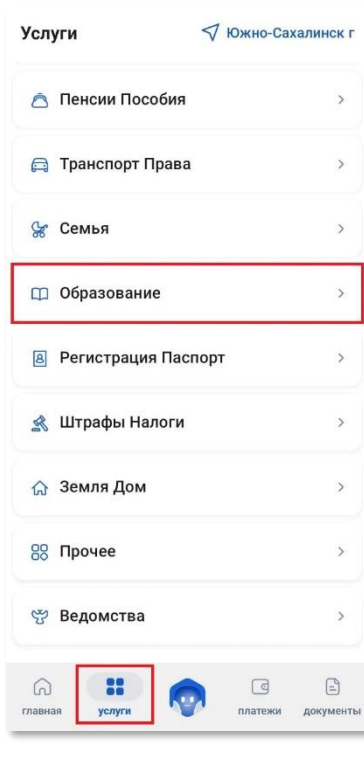 Услуги
Южно-Сахалинск г
Пенсии Пособия
Транспорт Права
Семья
Образование
Регистрация Паспорт
Штрафы Налоги
Земля Дом
Прочее
Ведомства
главная услуги платежи документы